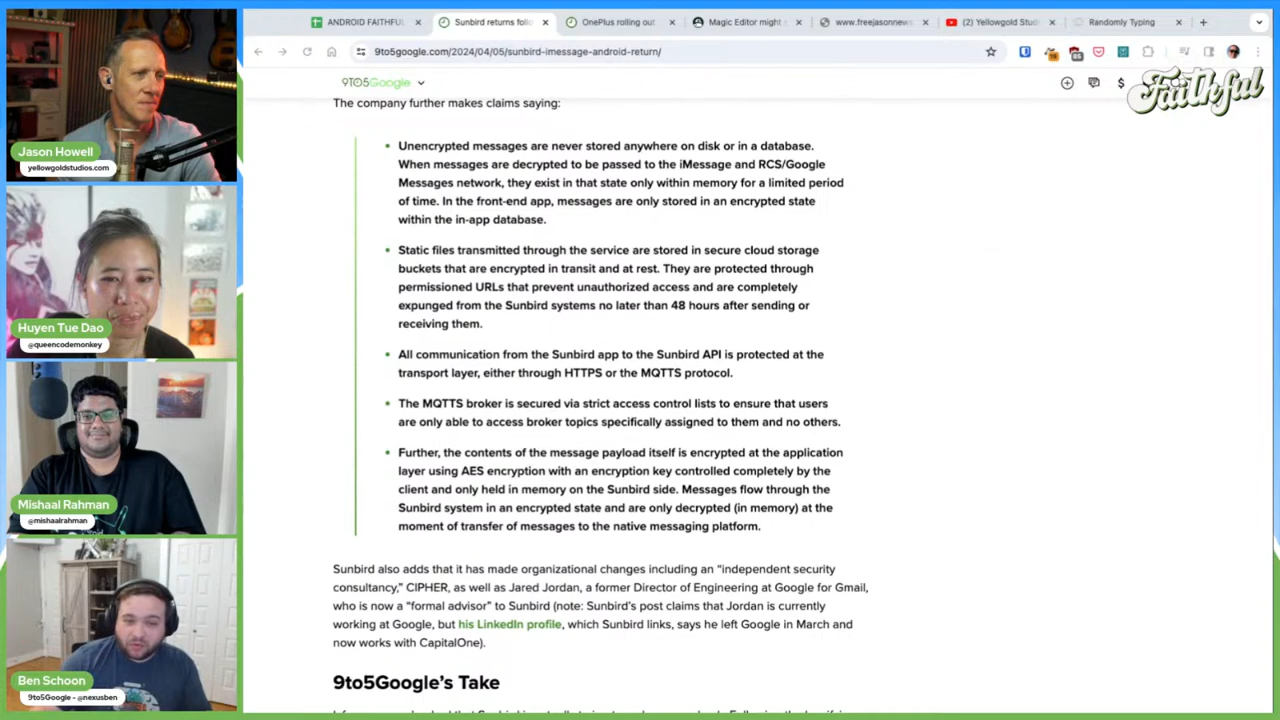 ANDROID FAITHFUL
Sunbird returns follo
OnePlus rolling out
Magic Editor might
www.freejasonnews
(2) Yellowgold Studi
Randomly Typing
9to5google.com/2024/04/05/sunbird-imessage-android-return/
9TO5Google
Faithful
The company further makes claims saying:
Unencrypted messages are never stored anywhere on disk or in a database.
When messages are decrypted to be passed to the iMessage and RCS/Google
Messages network, they exist in that state only within memory for a limited period
of time. In the front-end app, messages are only stored in an encrypted state
within the in-app database.
Static files transmitted through the service are stored in secure cloud storage
buckets that are encrypted in transit and at rest. They are protected through
permissioned URLs that prevent unauthorized access and are completely
expunged from the Sunbird systems no later than 48 hours after sending or
receiving them.
All communication from the Sunbird app to the Sunbird API is protected at the
transport layer, either through HTTPS or the MQTTS protocol.
The MQTTS broker is secured via strict access control lists to ensure that users
are only able to access broker topics specifically assigned to them and no others.
Further, the contents of the message payload itself is encrypted at the application
layer using AES encryption with an encryption key controlled completely by the
client and only held in memory on the Sunbird side. Messages flow through the
Sunbird system in an encrypted state and are only decrypted (in memory) at the
moment of transfer of messages to the native messaging platform.
Sunbird also adds that it has made organizational changes including an “independent security
consultancy,” CIPHER, as well as Jared Jordan, a former Director of Engineering at Google for Gmail,
who is now a “formal advisor” to Sunbird (note: Sunbird’s post claims that Jordan is currently
working at Google, but his LinkedIn profile, which Sunbird links, says he left Google in March and
now works with CapitalOne).
9to5Google’s Take
Jason Howell
yellowgoldstudios.com
Huyen Tue Dao
@queencodemonkey
Mishaal Rahman
@mishaalrahman
Ben Schoon
9to5Google - @nexusben